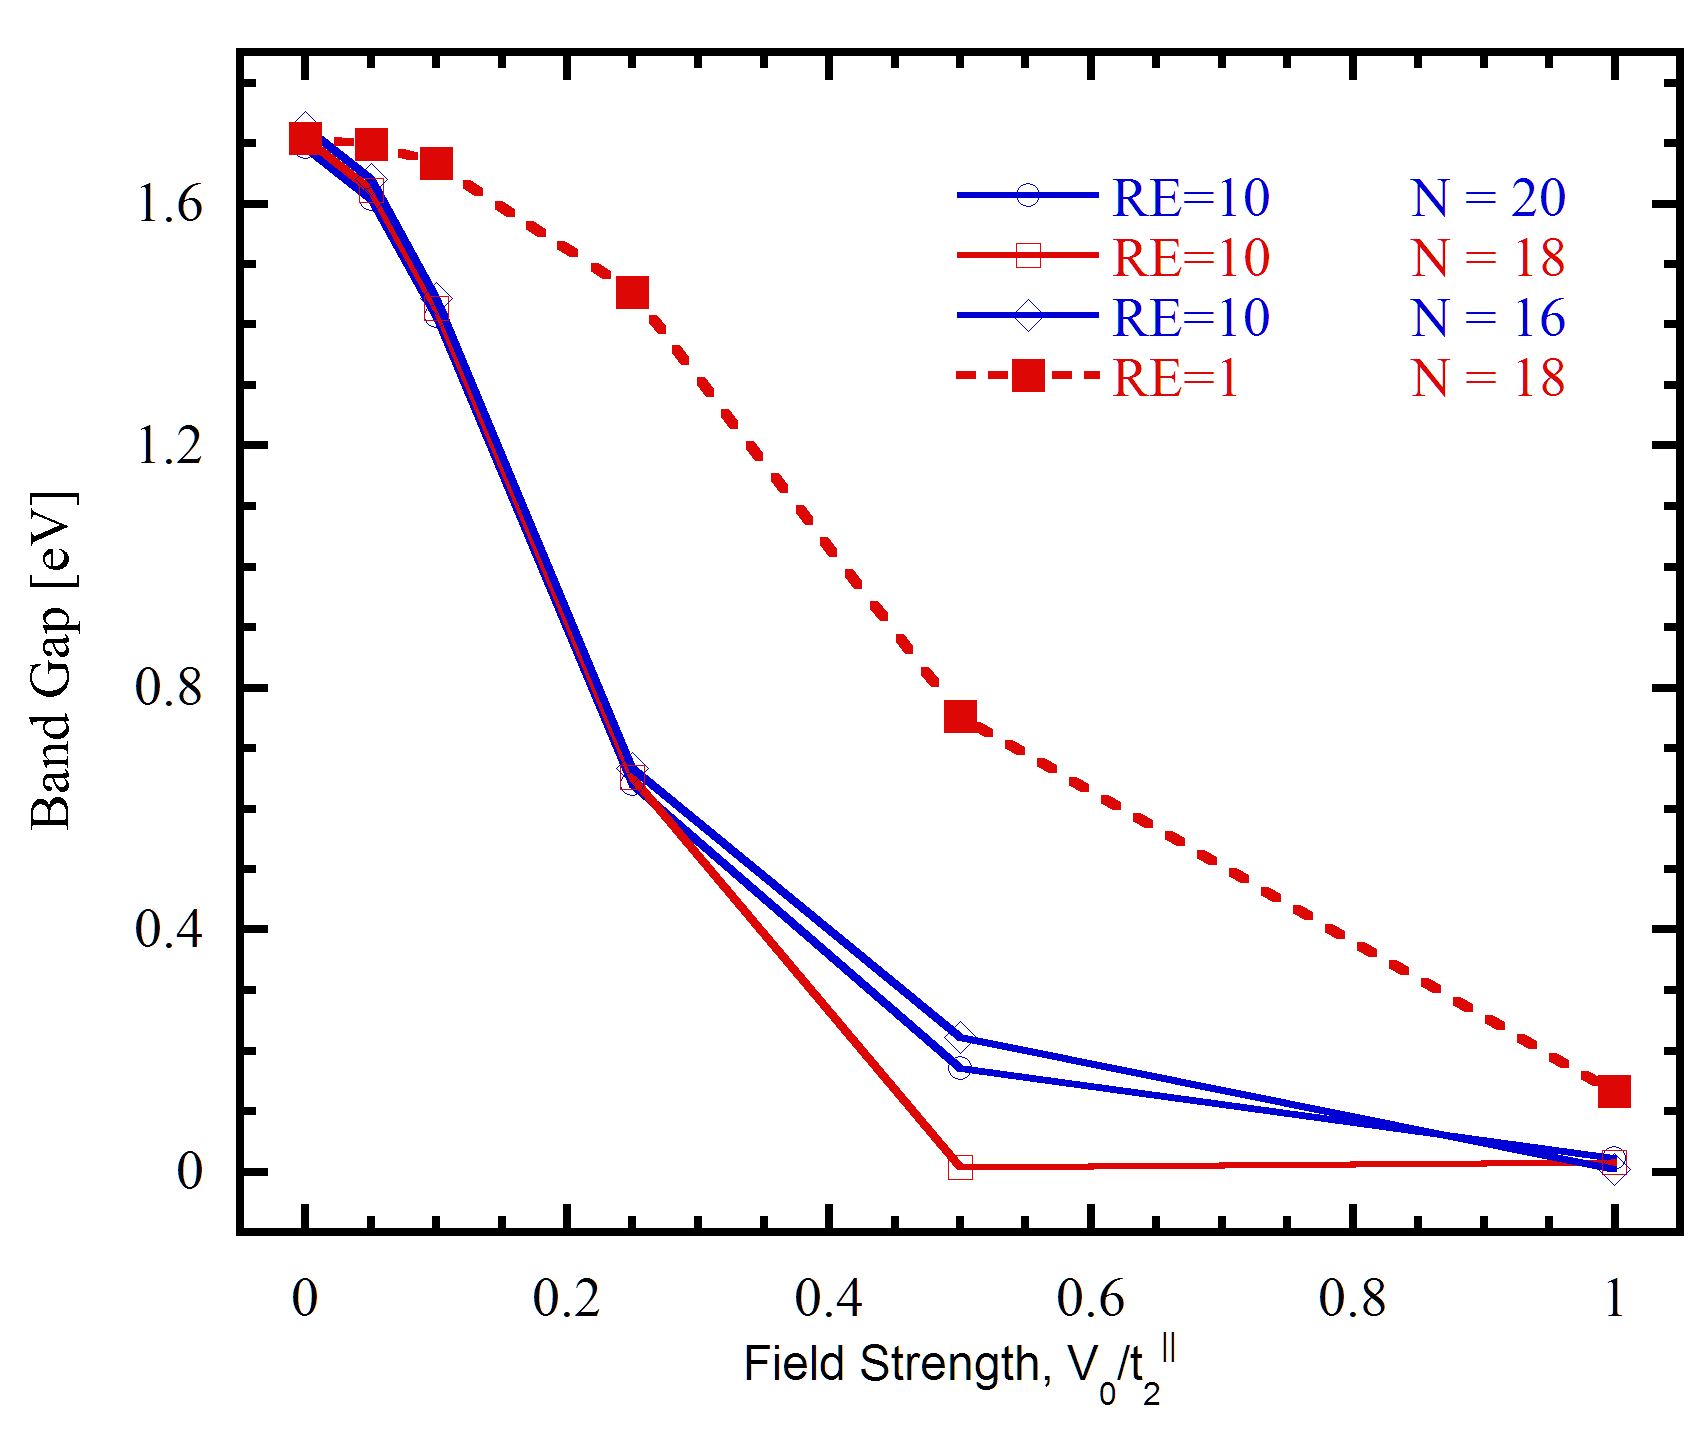 RE=10 N = 20
RE=10 N = 18
RE=10 N = 16
RE=1 N = 18
1.6
1.2
0.8
0.4
0
Band Gap [eV]
0 0.2 0.4 0.6 0.8 1
Field Strength, V₀/t₂||